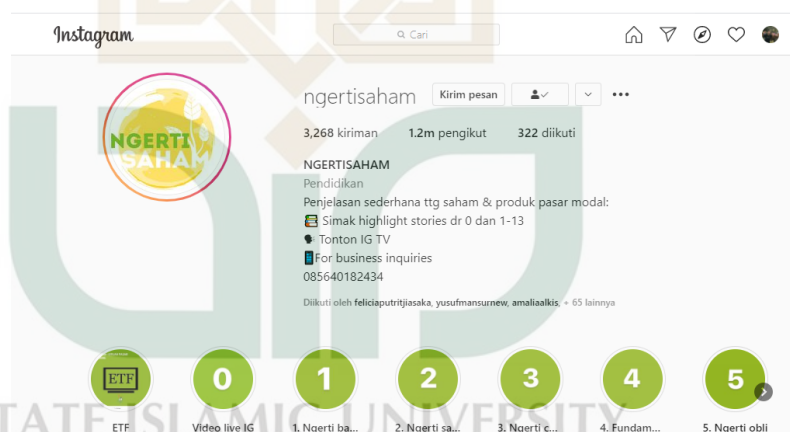 Instagram
Cari
ngertisaham Kirim pesan
3,268 kiriman 1.2m pengikut 322 diikuti
NGERTI
SAHAM
NGERTISAHAM
Pendidikan
Penjelasan sederhana ttg saham & produk pasar modal:
Simak highlight stories dr 0 dan 1-13
Tonton IG TV
For business inquiries
085640182434
Diikuti oleh feliciaputritjiasaka, yusufmansurnew, amaliaalkis, + 65 lainnya
ETF 0 1 2 3 4 5
ETF Video live IG 1. Ngerti ba... 2. Ngerti sa... 3. Ngerti c... 4. Fundam... 5. Ngerti obli
TATE ISLAMIC UNIVERSITY